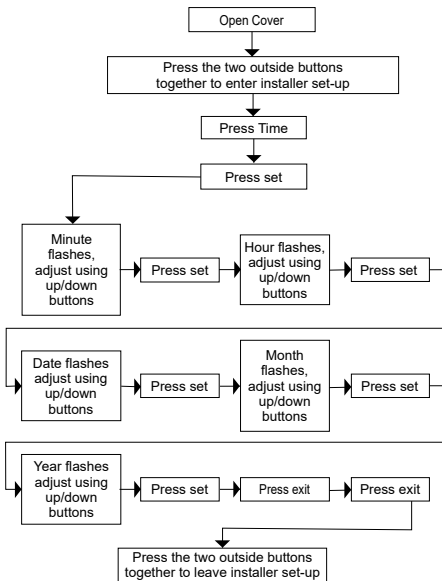 Open Cover
Press the two outside buttons
together to enter installer set-up
Press Time
Press set
Minute
flashes,
adjust using
up/down
buttons
Press set
Hour flashes,
adjust using
up/down
buttons
Press set
Date flashes
adjust using
up/down
buttons
Press set
Month
flashes,
adjust using
up/down
buttons
Press set
Year flashes
adjust using
up/down
buttons
Press set
Press exit
Press exit
Press the two outside buttons
together to leave installer set-up